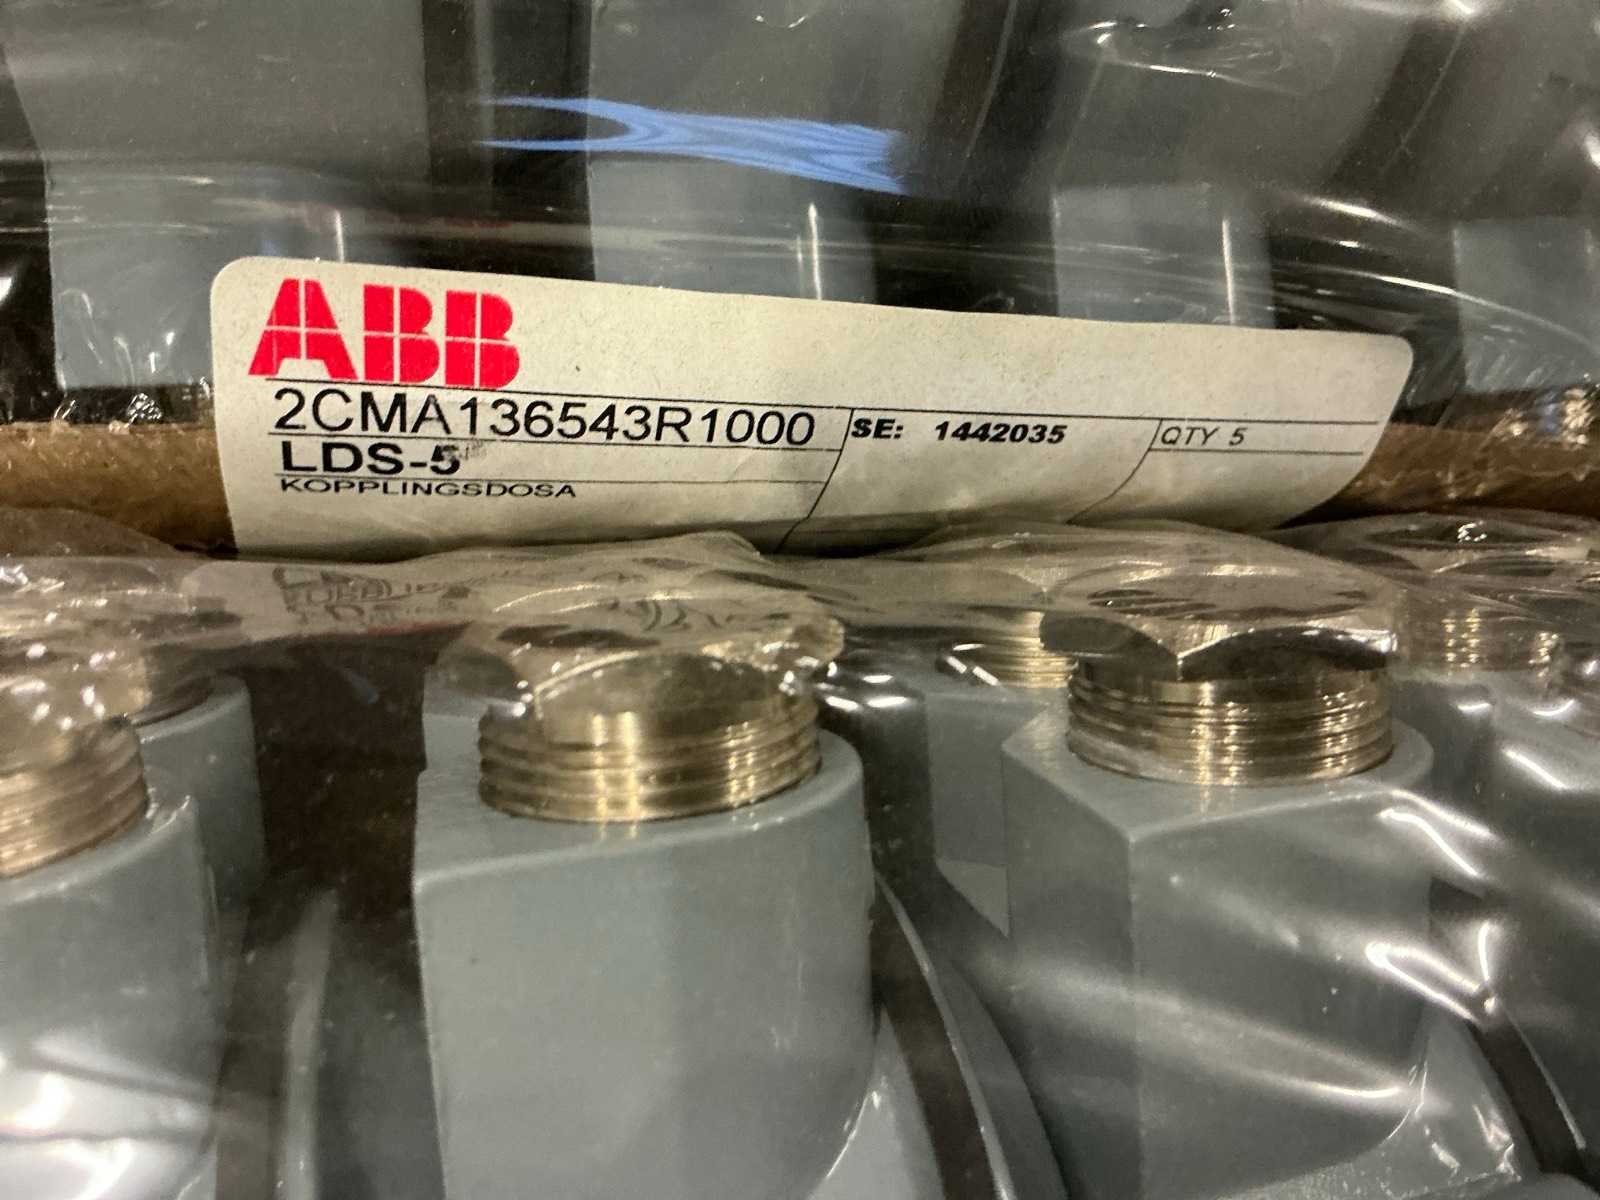 ABB
2CMA136543R1000
SE: 1442035
QTY 5
LDS-5
KOPPLINGSDOSA